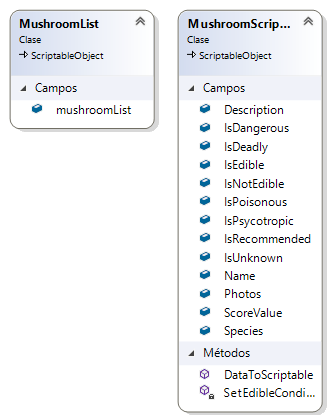 MushroomList
Clase
ScriptableObject
Campos
mushroomList
MushroomScrip...
Clase
ScriptableObject
Campos
Description
IsDangerous
IsDeadly
IsEdible
IsNotEdible
IsPoisonous
IsPsycotropic
IsRecommended
IsUnknown
Name
Photos
ScoreValue
Species
Métodos
DataToScriptable
SetEdibleCondi...